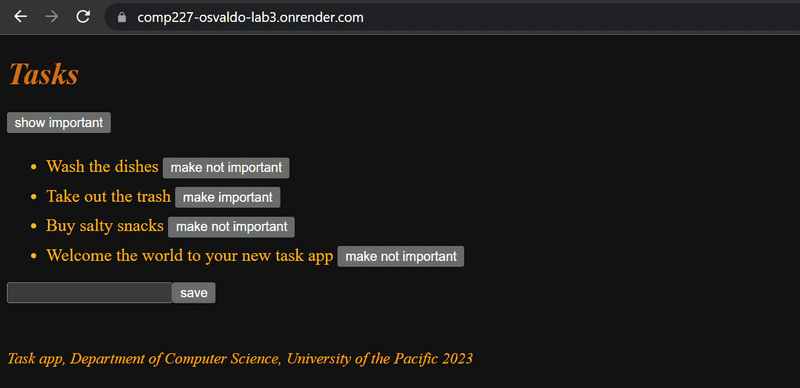 comp227-osvaldo-lab3.onrender.com
Tasks
show important
Wash the dishes make not important
Take out the trash make important
Buy salty snacks make not important
Welcome the world to your new task app make not important
save
Task app, Department of Computer Science, University of the Pacific 2023